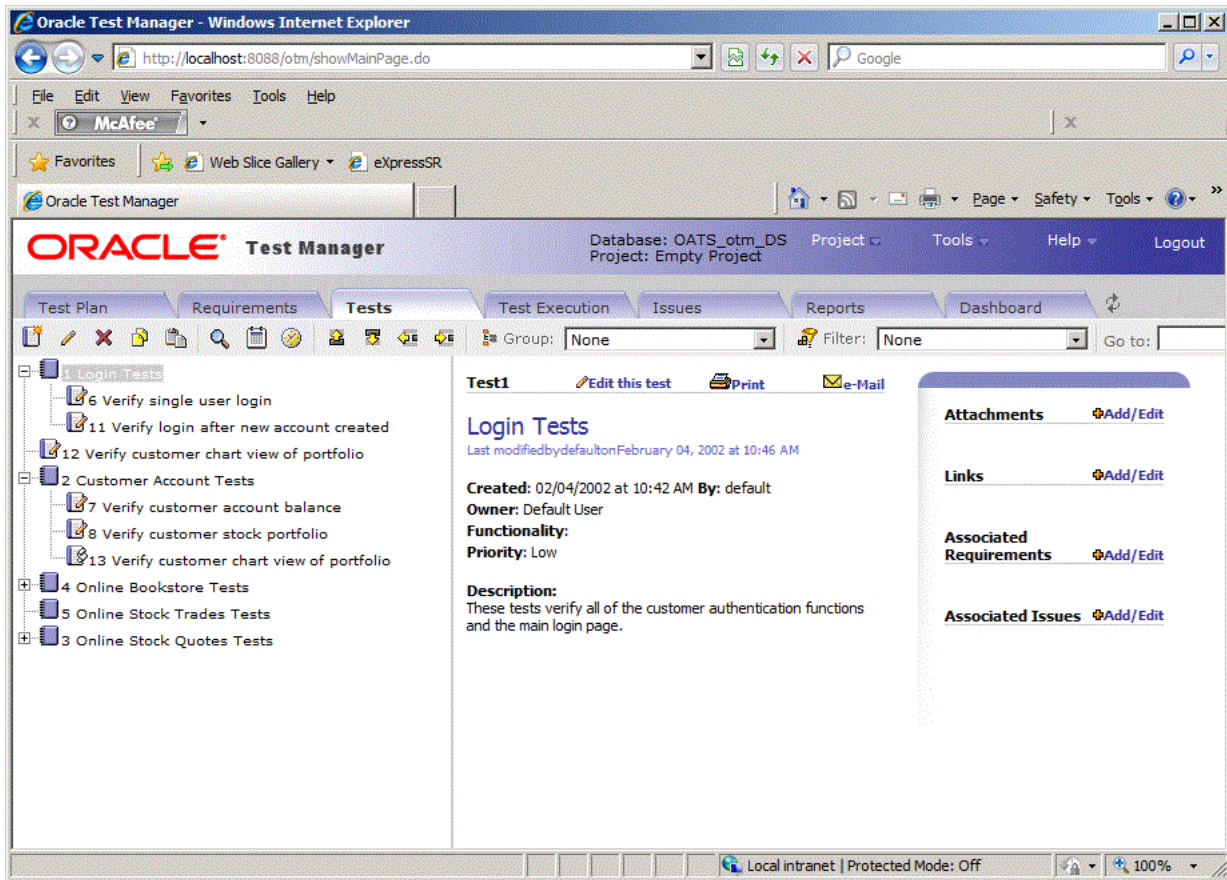 Oracle Test Manager - Windows Internet Explorer
http://localhost:8088/otm/showMainPage.do
Google
File Edit View Favorites Tools Help
McAfee
Favorites Web Slice Gallery eXpressSR
Oracle Test Manager
Page Safety Tools »
ORACLE Test Manager
Database: OATS_otm_DS
Project: Empty Project
Project Tools Help Logout
Test Plan Requirements Tests Test Execution Issues Reports Dashboard
Group: None Filter: None Go to:
1 Login Tests
6 Verify single user login
11 Verify login after new account created
12 Verify customer chart view of portfolio
2 Customer Account Tests
7 Verify customer account balance
8 Verify customer stock portfolio
13 Verify customer chart view of portfolio
4 Online Bookstore Tests
5 Online Stock Trades Tests
3 Online Stock Quotes Tests
Test1 Edit this test Print e-Mail
Login Tests
Last modifiedbydefaultonFebruary 04, 2002 at 10:46 AM
Created: 02/04/2002 at 10:42 AM By: default
Owner: Default User
Functionality:
Priority: Low
Description:
These tests verify all of the customer authentication functions
and the main login page.
Attachments Add/Edit
Links Add/Edit
Associated
Requirements Add/Edit
Associated Issues Add/Edit
Local intranet | Protected Mode: Off
100%